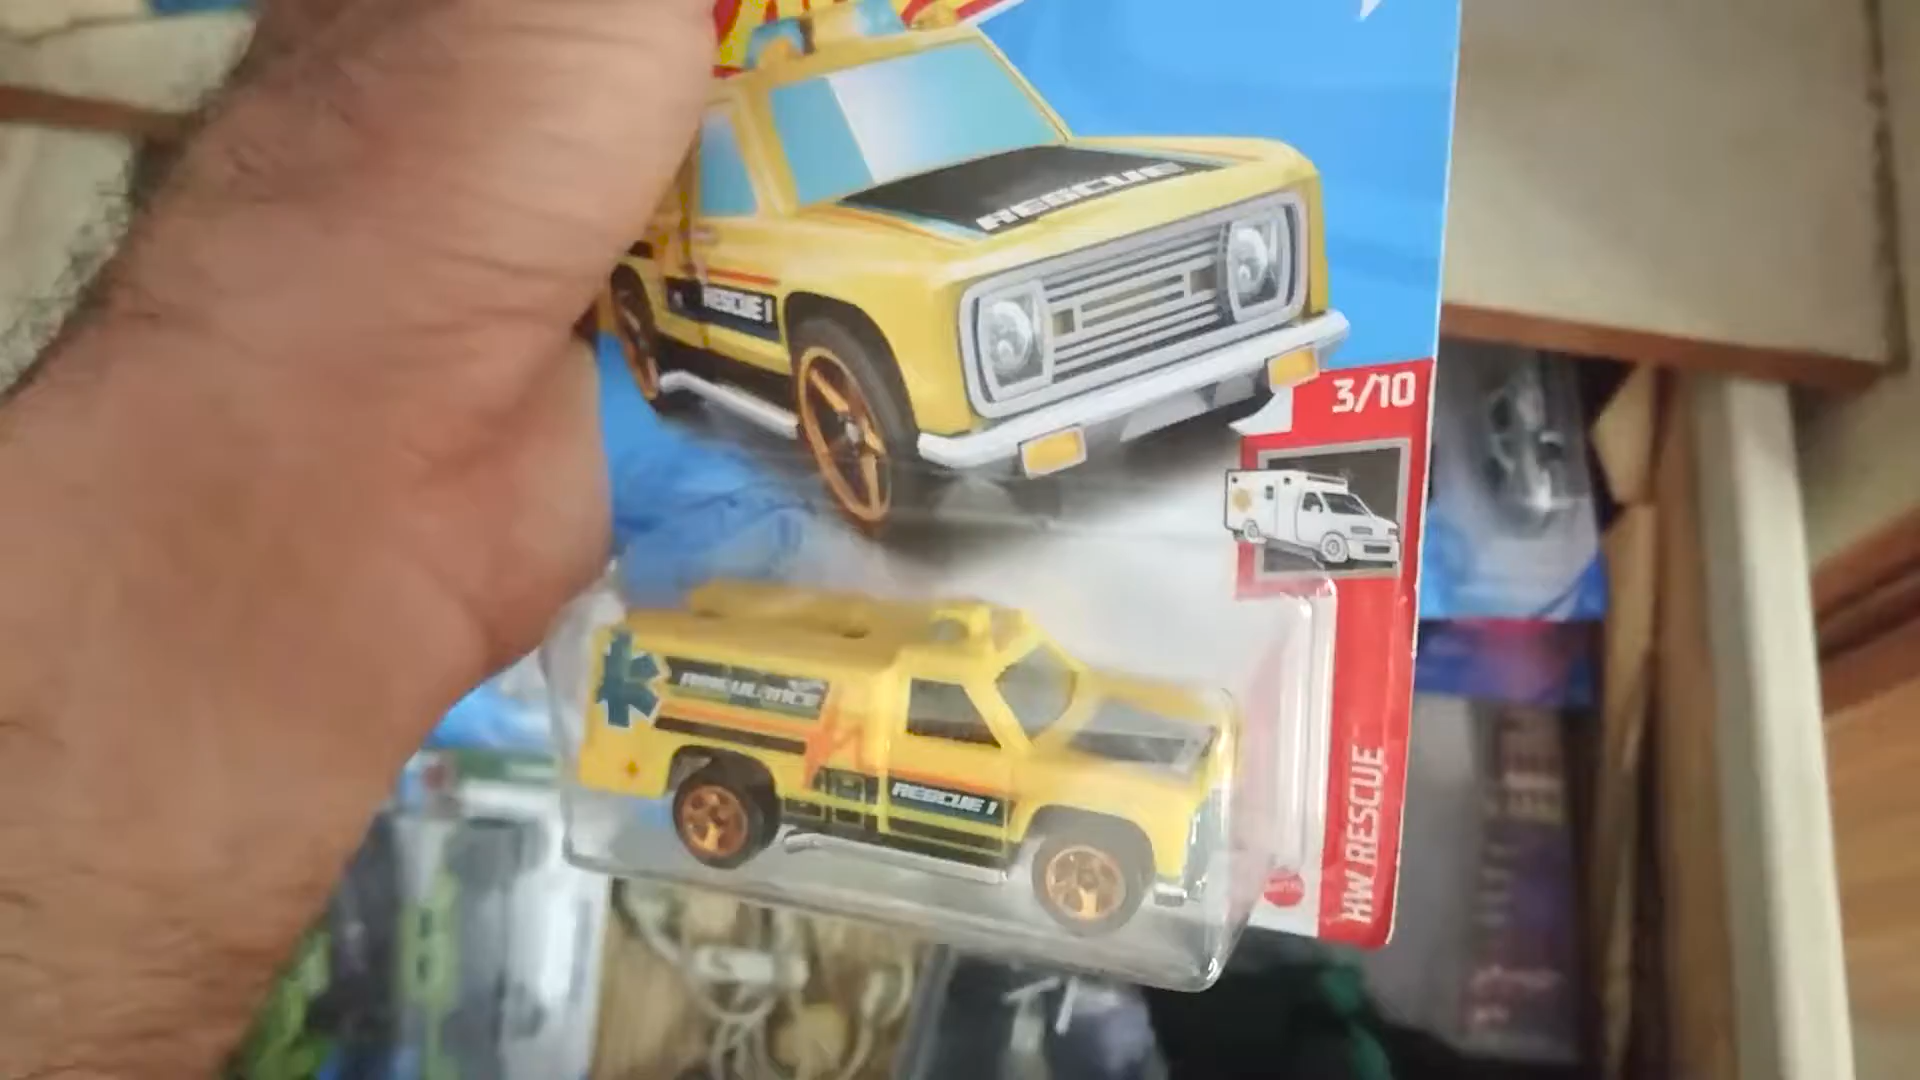 RESCUE
RESCUE 1
3/10
AMBULANCE
RESCUE 1
HW RESCUE